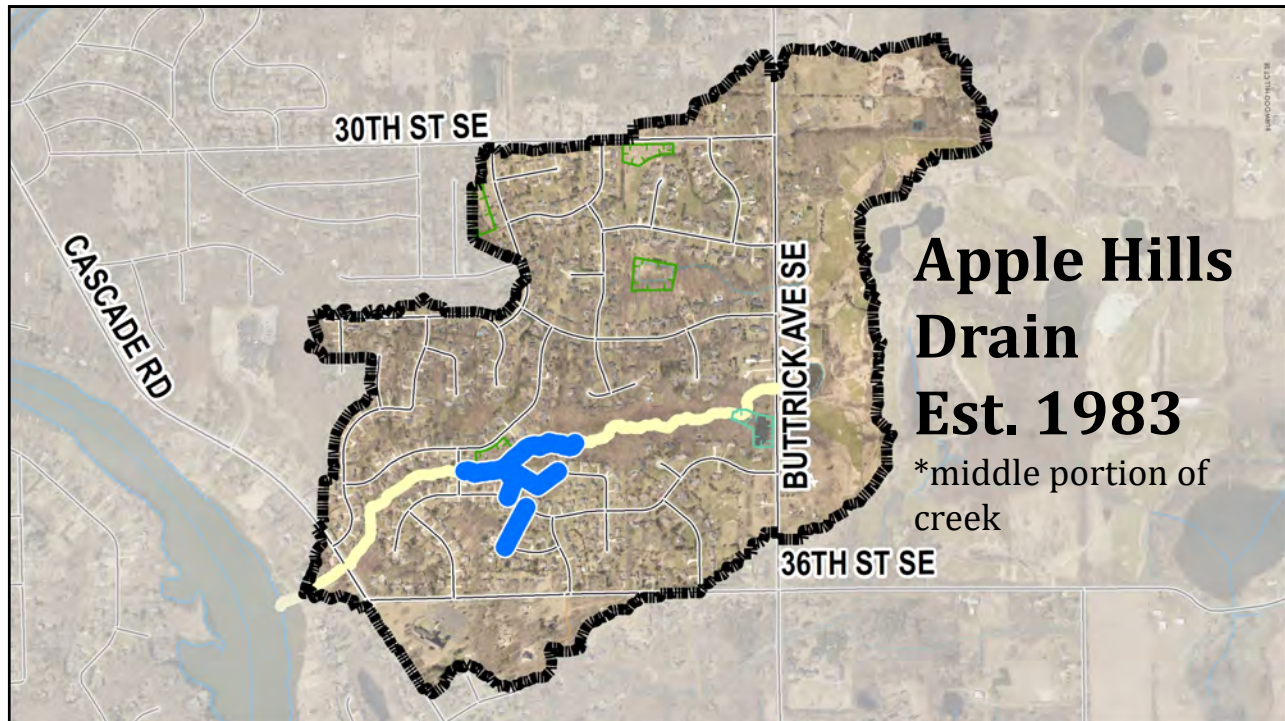 30TH ST SE
CASCADE RD
BUTTRICK AVE SE
Apple Hills
Drain
Est. 1983
*middle portion of
creek
36TH ST SE